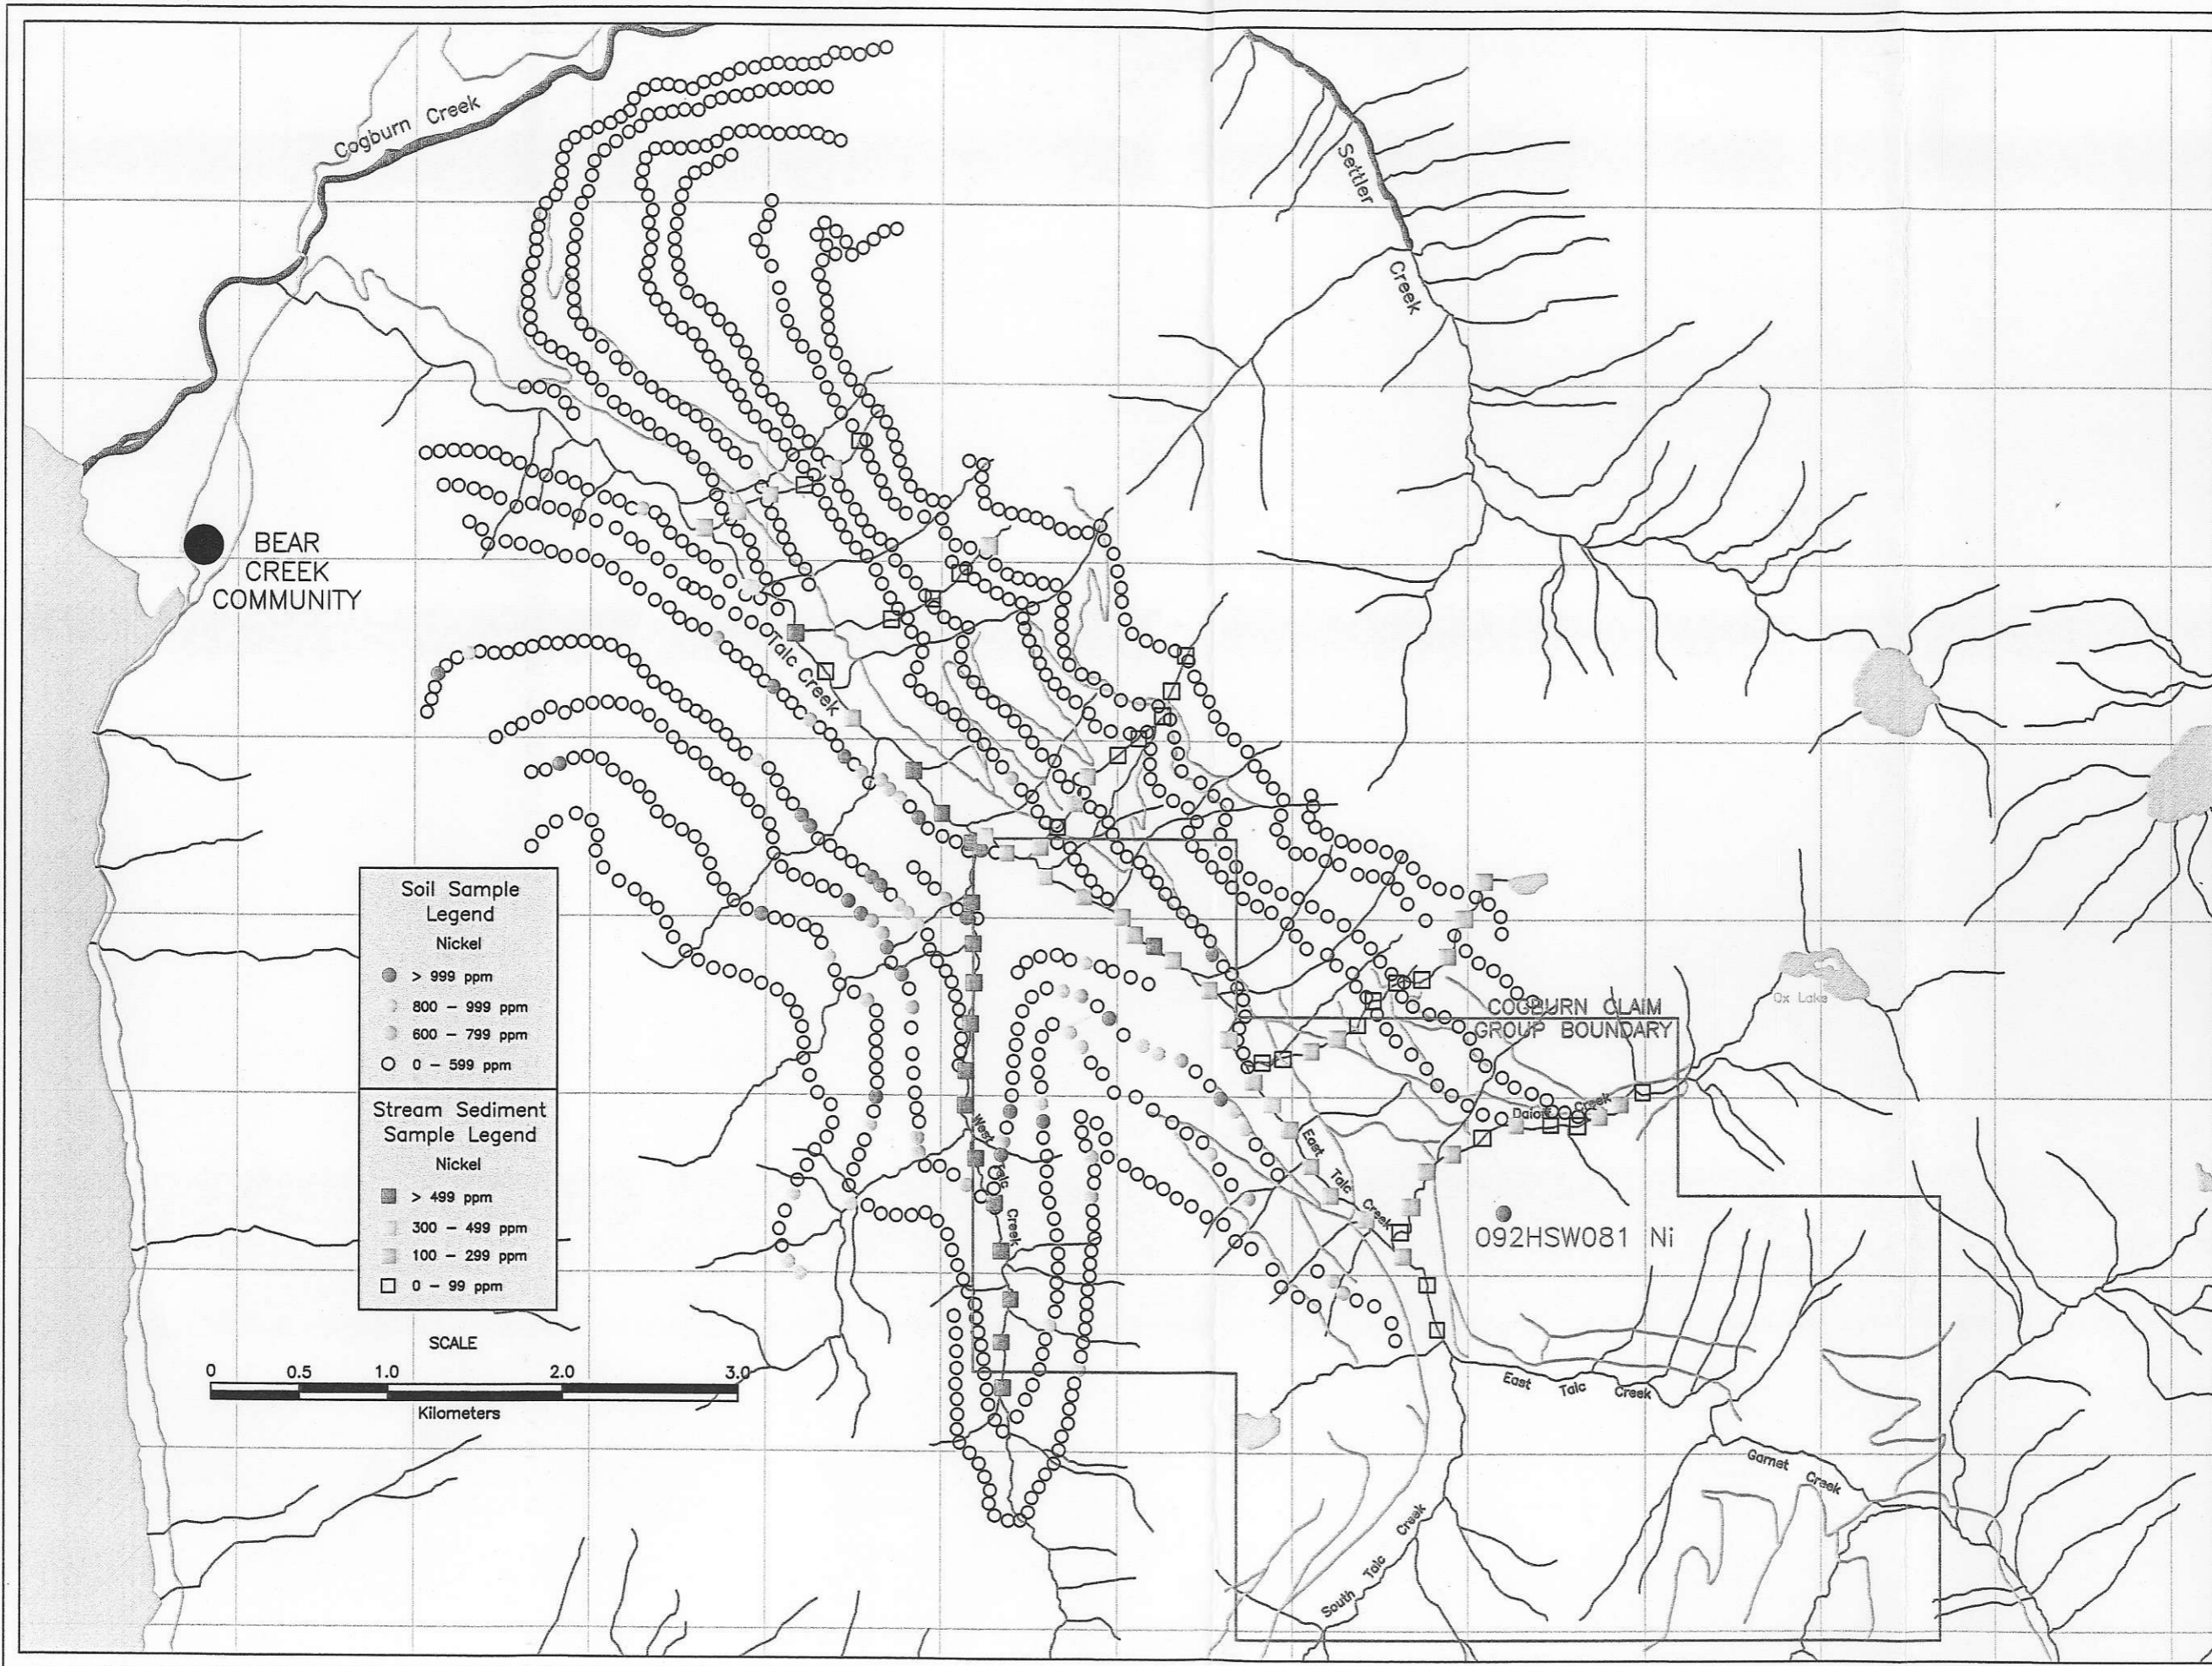 Cogburn Creek
Settler
Creek
BEAR
CREEK
COMMUNITY
Talc Creek
Soil Sample
Legend
Nickel
> 999 ppm
800 – 999 ppm
600 – 799 ppm
0 – 599 ppm
Stream Sediment
Sample Legend
Nickel
> 499 ppm
300 – 499 ppm
100 – 299 ppm
0 – 99 ppm
SCALE
0 0.5 1.0 2.0 3.0
Kilometers
Ox Lake
COGBURN CLAIM
GROUP BOUNDARY
Creek
West
Talc
Creek
East
Talc
Creek
092HSW081 Ni
East Talc Creek
Garnet Creek
South Talc Creek